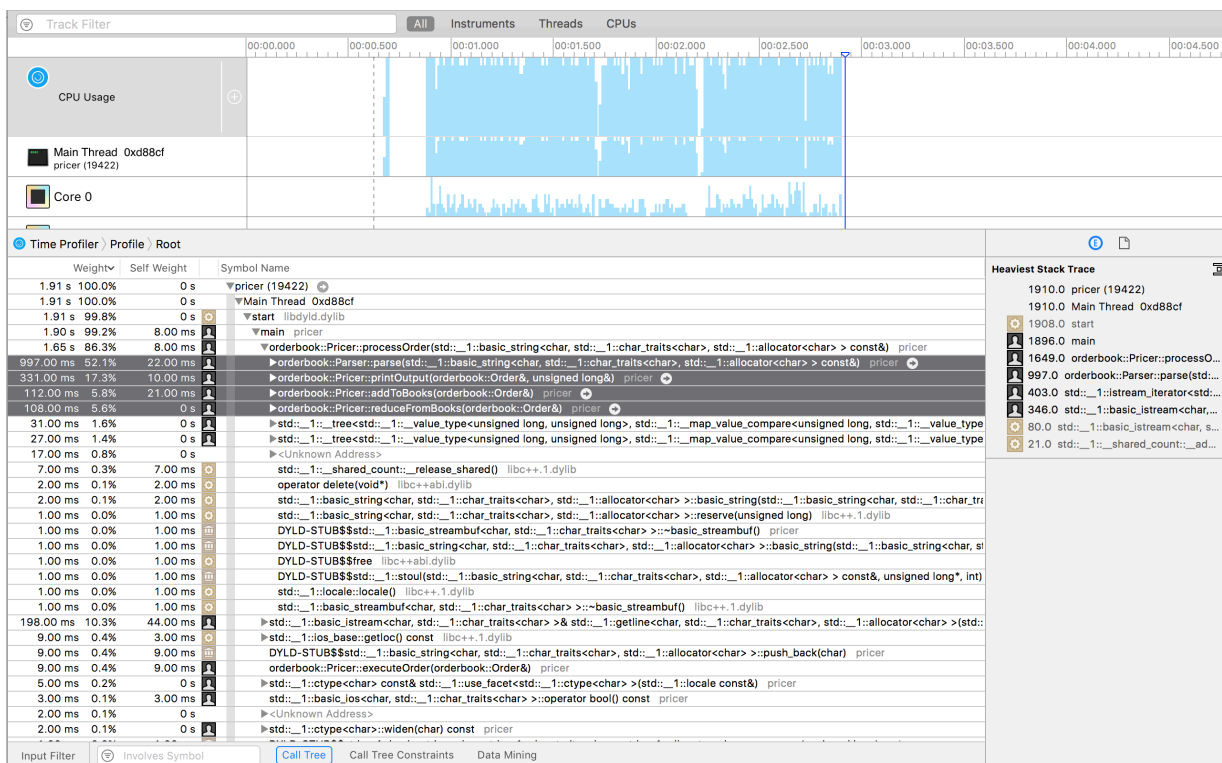 Track Filter All Instruments Threads CPUs
00:00.000 00:00.500 00:01.000 00:01.500 00:02.000 00:02.500 00:03.000 00:03.500 00:04.000 00:04.500
CPU Usage
Main Thread 0xd88cf
pricer (19422)
Core 0
Time Profiler Profile Root E
Weight Self Weight Symbol Name
1.91 s 100.0% 0 s pricer (19422)
1.91 s 100.0% 0 s Main Thread 0xd88cf
1.91 s 99.8% 0 s start libdyld.dylib
1.90 s 99.2% 8.00 ms main pricer
1.65 s 86.3% 8.00 ms orderbook::Pricer::processOrder(std::__1::basic_string<char, std::__1::char_traits<char>, std::__1::allocator<char> > const&) pricer
997.00 ms 52.1% 22.00 ms orderbook::Parser::parse(std::__1::basic_string<char, std::__1::char_traits<char>, std::__1::allocator<char> > const&) pricer
331.00 ms 17.3% 10.00 ms orderbook::Pricer::printOutput(orderbook::Order&, unsigned long&) pricer
112.00 ms 5.8% 21.00 ms orderbook::Pricer::addToBooks(orderbook::Order&) pricer
108.00 ms 5.6% 0 s orderbook::Pricer::reduceFromBooks(orderbook::Order&) pricer
31.00 ms 1.6% 0 s std::__1::__tree<std::__1::__value_type<unsigned long, unsigned long>, std::__1::__map_value_compare<unsigned long, std::__1::__value_type
27.00 ms 1.4% 0 s std::__1::__tree<std::__1::__value_type<unsigned long, unsigned long>, std::__1::__map_value_compare<unsigned long, std::__1::__value_type
17.00 ms 0.8% 0 s <Unknown Address>
7.00 ms 0.3% 7.00 ms std::__1::__shared_count::__release_shared() libc++.1.dylib
2.00 ms 0.1% 2.00 ms operator delete(void*) libc++abi.dylib
2.00 ms 0.1% 2.00 ms std::__1::basic_string<char, std::__1::char_traits<char>, std::__1::allocator<char> >::basic_string(std::__1::basic_string<char, std::__1::char_tra
1.00 ms 0.0% 1.00 ms std::__1::basic_string<char, std::__1::char_traits<char>, std::__1::allocator<char> >::reserve(unsigned long) libc++.1.dylib
1.00 ms 0.0% 1.00 ms DYLD-STUB$$std::__1::basic_streambuf<char, std::__1::char_traits<char> >::~basic_streambuf() pricer
1.00 ms 0.0% 1.00 ms DYLD-STUB$$std::__1::basic_string<char, std::__1::char_traits<char>, std::__1::allocator<char> >::basic_string(std::__1::basic_string<char, st
1.00 ms 0.0% 1.00 ms DYLD-STUB$$free libc++abi.dylib
1.00 ms 0.0% 1.00 ms DYLD-STUB$$std::__1::stoul(std::__1::basic_string<char, std::__1::char_traits<char>, std::__1::allocator<char> > const&, unsigned long*, int)
1.00 ms 0.0% 1.00 ms std::__1::locale::locale() libc++.1.dylib
1.00 ms 0.0% 1.00 ms std::__1::basic_streambuf<char, std::__1::char_traits<char> >::~basic_streambuf() libc++.1.dylib
198.00 ms 10.3% 44.00 ms std::__1::basic_istream<char, std::__1::char_traits<char> >& std::__1::getline<char, std::__1::char_traits<char>, std::__1::allocator<char> >(std::
9.00 ms 0.4% 3.00 ms std::__1::ios_base::getloc() const libc++.1.dylib
9.00 ms 0.4% 9.00 ms DYLD-STUB$$std::__1::basic_string<char, std::__1::char_traits<char>, std::__1::allocator<char> >::push_back(char) pricer
9.00 ms 0.4% 9.00 ms orderbook::Pricer::executeOrder(orderbook::Order&) pricer
5.00 ms 0.2% 0 s std::__1::ctype<char> const& std::__1::use_facet<std::__1::ctype<char> >(std::__1::locale const&) pricer
3.00 ms 0.1% 3.00 ms std::__1::basic_ios<char, std::__1::char_traits<char> >::operator bool() const pricer
2.00 ms 0.1% 0 s <Unknown Address>
2.00 ms 0.1% 0 s std::__1::ctype<char>::widen(char) const pricer
Heaviest Stack Trace
1910.0 pricer (19422)
1910.0 Main Thread 0xd88cf
1908.0 start
1896.0 main
1649.0 orderbook::Pricer::processO...
997.0 orderbook::Parser::parse(std:...
403.0 std::__1::istream_iterator<std:...
346.0 std::__1::basic_istream<char,...
80.0 std::__1::basic_istream<char, s...
21.0 std::__1::__shared_count::__ad...
Input Filter Involves Symbol Call Tree Call Tree Constraints Data Mining